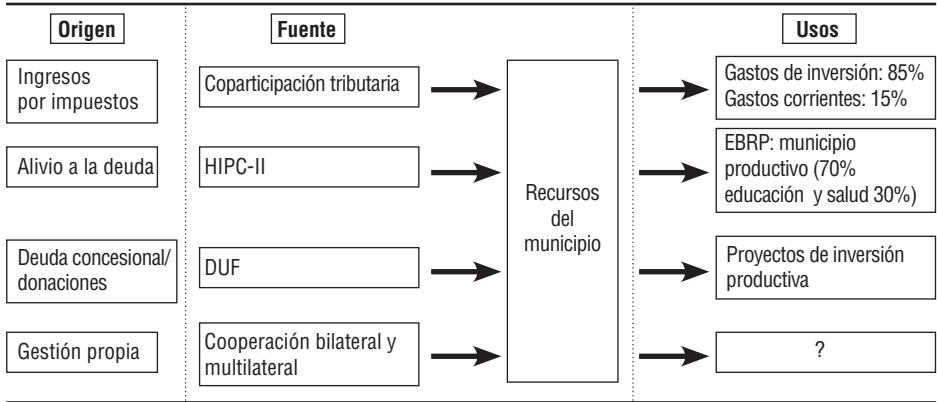 Origen
Fuente
Usos
Ingresos
por impuestos
Coparticipación tributaria
Gastos de inversión: 85%
Gastos corrientes: 15%
Alivio a la deuda
HIPC-II
EBRP: municipio
productivo (70%
educación y salud 30%)
Recursos
del
municipio
Deuda concesional/
donaciones
DUF
Proyectos de inversión
productiva
Gestión propia
Cooperación bilateral y
multilateral
?